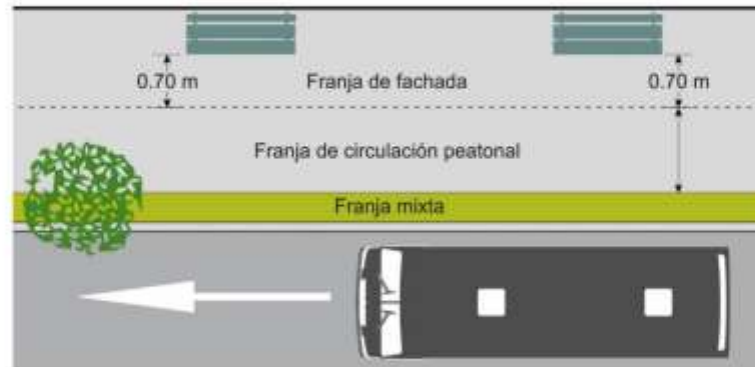 0.70 m
Franja de fachada
0.70 m
Franja de circulación peatonal
Franja mixta